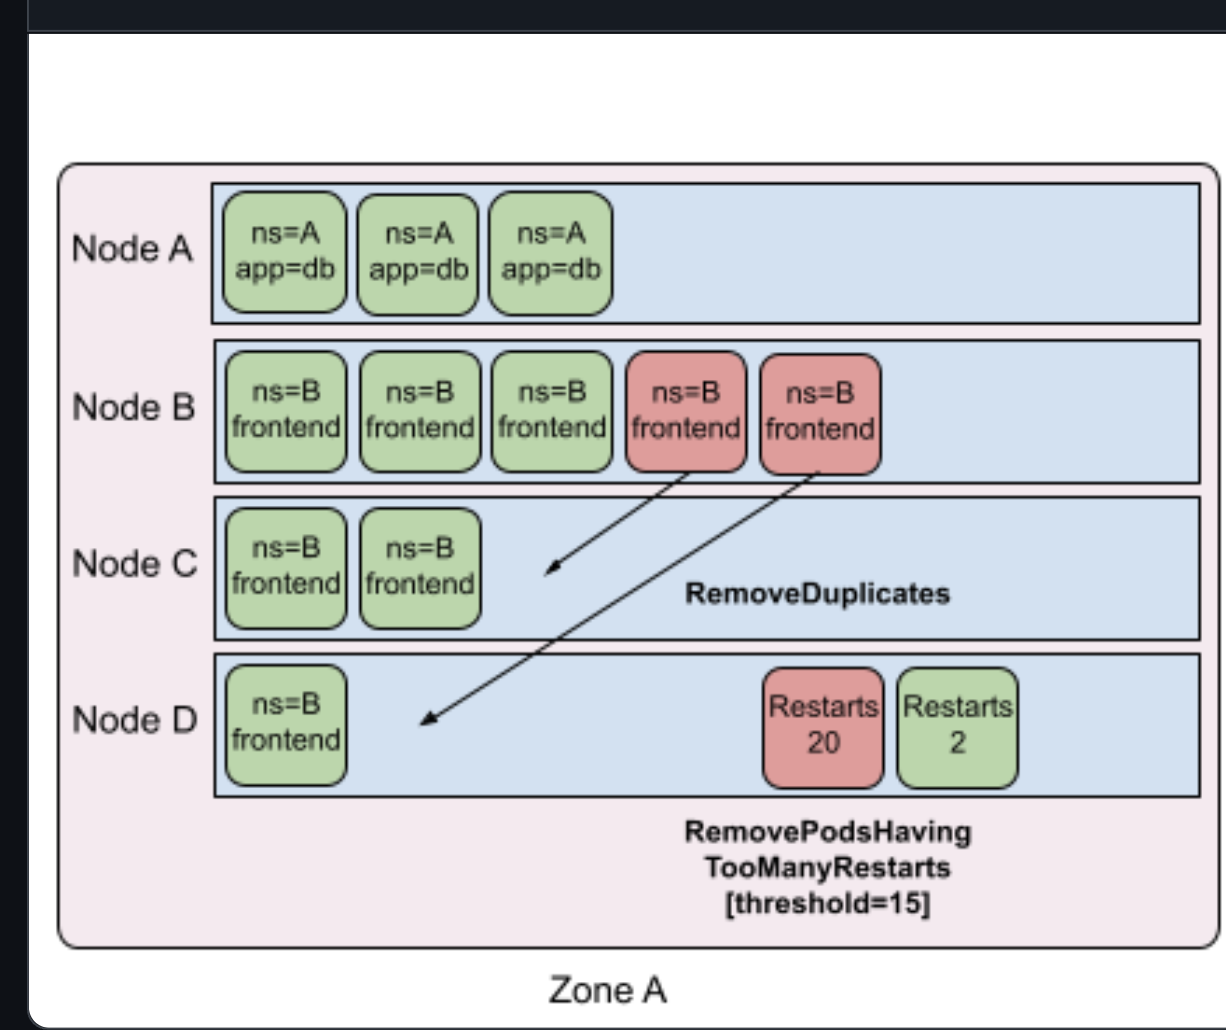 Node A
ns=A
app=db
ns=A
app=db
ns=A
app=db
Node B
ns=B
frontend
ns=B
frontend
ns=B
frontend
ns=B
frontend
ns=B
frontend
Node C
ns=B
frontend
ns=B
frontend
RemoveDuplicates
Node D
ns=B
frontend
Restarts
20
Restarts
2
RemovePodsHaving
TooManyRestarts
[threshold=15]
Zone A